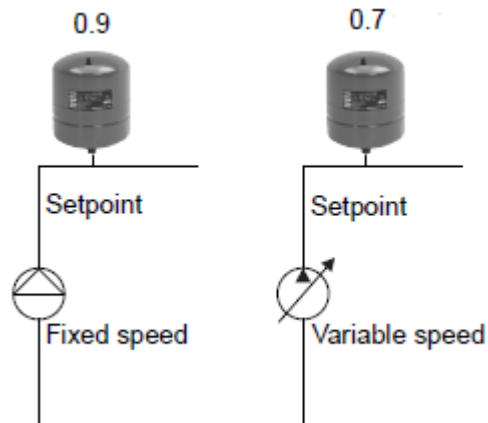 0.9
0.7
Setpoint
Setpoint
Fixed speed
Variable speed